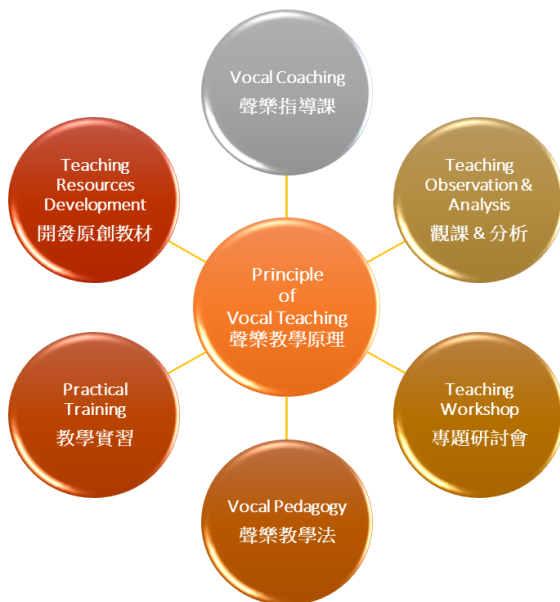 Vocal Coaching
聲樂指導課
Teaching
Resources
Development
開發原創教材
Teaching
Observation &
Analysis
觀課 & 分析
Principle
of
Vocal Teaching
聲樂教學原理
Practical
Training
教學實習
Teaching
Workshop
專題研討會
Vocal Pedagogy
聲樂教學法